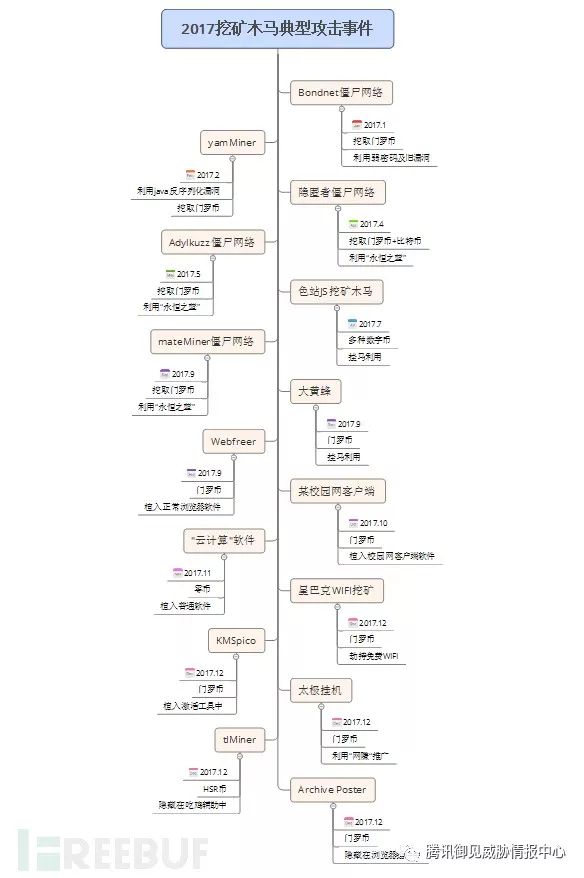 2017挖矿木马典型攻击事件
Bondnet僵尸网络
2017.1
挖取门罗币
利用弱密码及旧漏洞
yamMiner
2017.2
利用java反序列化漏洞
挖取门罗币
隐匿者僵尸网络
2017.4
挖取门罗币+比特币
利用“永恒之蓝”
Adylkuzz僵尸网络
2017.5
挖取门罗币
利用“永恒之蓝”
色站JS挖矿木马
2017.7
多种数字币
挂马利用
mateMiner僵尸网络
2017.9
挖取门罗币
利用“永恒之蓝”
大黄蜂
2017.9
门罗币
挂马利用
Webfreer
2017.9
门罗币
植入正常浏览器软件
某校园网客户端
2017.10
门罗币
植入校园网客户端软件
“云计算”软件
2017.11
零币
植入普通软件
星巴克WIFI挖矿
2017.12
门罗币
劫持免费WIFI
KMSpico
2017.12
门罗币
植入激活工具中
太极挂机
2017.12
门罗币
利用“网赚”推广
tlMiner
2017.12
HSR币
隐藏在吃鸡辅助中
Archive Poster
2017.12
门罗币
隐藏在浏览器
FREEBUF
腾讯御见威胁情报中心